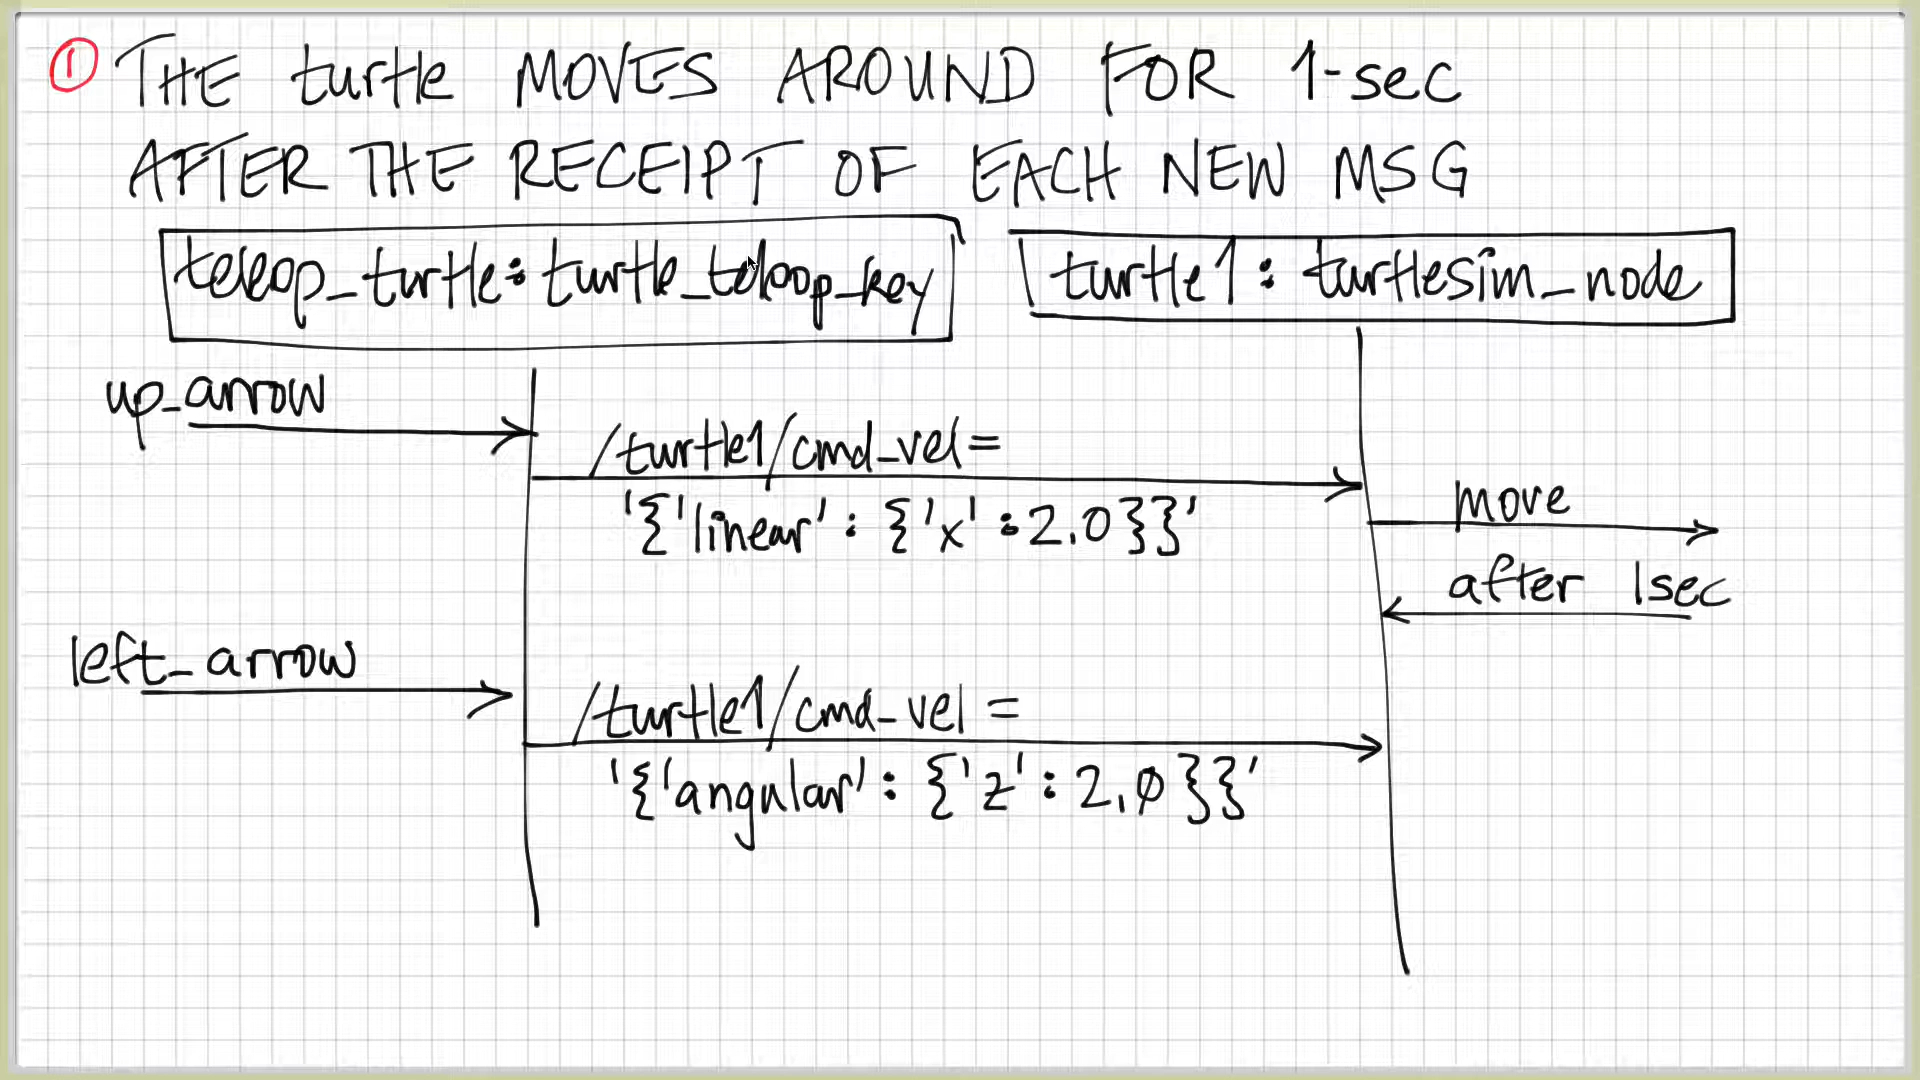 ① THE turtle MOVES AROUND FOR 1-sec
AFTER THE RECEIPT OF EACH NEW MSG
teleop_turtle: turtle_teleop_key
turtle1: turtlesim_node
up_arrow
/turtle1/cmd_vel=
'{'linear': {'x': 2.0}}'
move
after 1sec
left_arrow
/turtle1/cmd_vel =
'{'angular': {'z': 2.0}}'